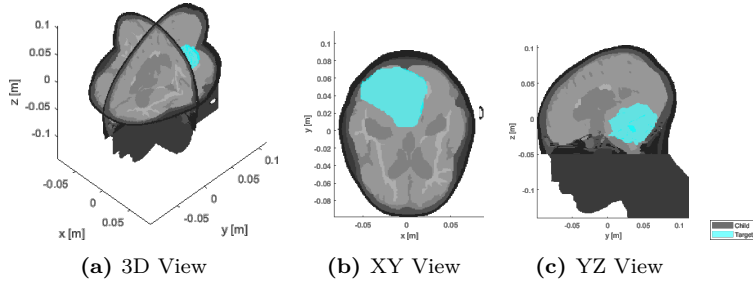 0.1
0.05
0
-0.05
-0.1
z [m]
-0.05
0
0.05
x [m]
-0.05
0
0.05
0.1
y [m]
0.1
0.08
0.06
0.04
0.02
0
-0.02
-0.04
-0.06
-0.08
y [m]
-0.05
0
0.05
x [m]
0.1
0.05
0
-0.05
-0.1
z [m]
-0.05
0
0.05
0.1
y [m]
Child
Target
(a) 3D View
(b) XY View
(c) YZ View